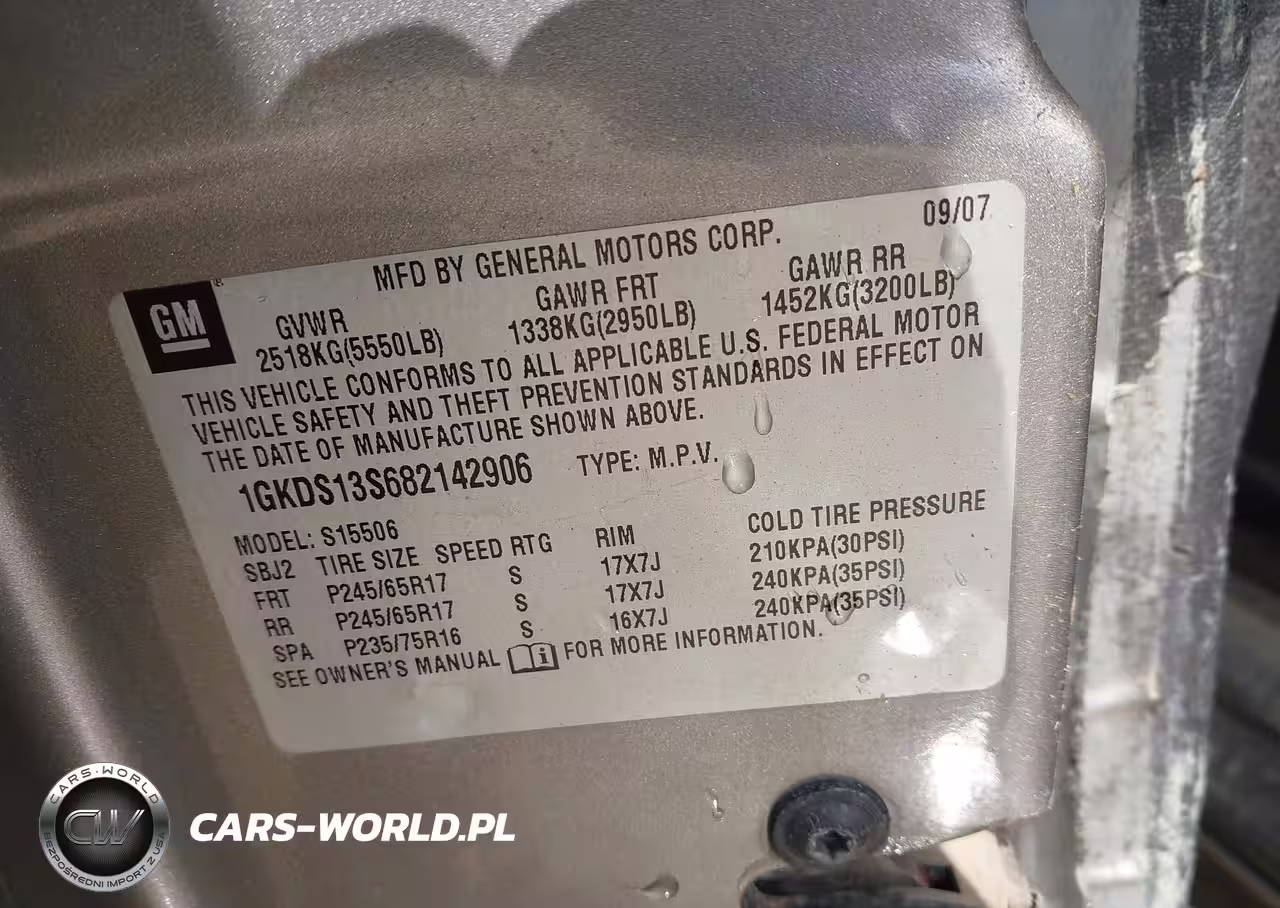 09/07
MFD BY GENERAL MOTORS CORP.
GM
GVWR GAWR FRT GAWR RR
2518KG(5550LB) 1338KG(2950LB) 1452KG(3200LB)
THIS VEHICLE CONFORMS TO ALL APPLICABLE U.S. FEDERAL MOTOR
VEHICLE SAFETY AND THEFT PREVENTION STANDARDS IN EFFECT ON
THE DATE OF MANUFACTURE SHOWN ABOVE.
1GKDS13S682142906 TYPE: M.P.V.
MODEL: S15506
SBJ2 TIRE SIZE SPEED RTG RIM COLD TIRE PRESSURE
FRT P245/65R17 S 17X7J 210KPA(30PSI)
RR P245/65R17 S 17X7J 240KPA(35PSI)
SPA P235/75R16 S 16X7J 240KPA(35PSI)
SEE OWNER'S MANUAL i FOR MORE INFORMATION.
CARS-WORLD
CW
BEZPOŚREDNI IMPORT Z USA
CARS-WORLD.PL